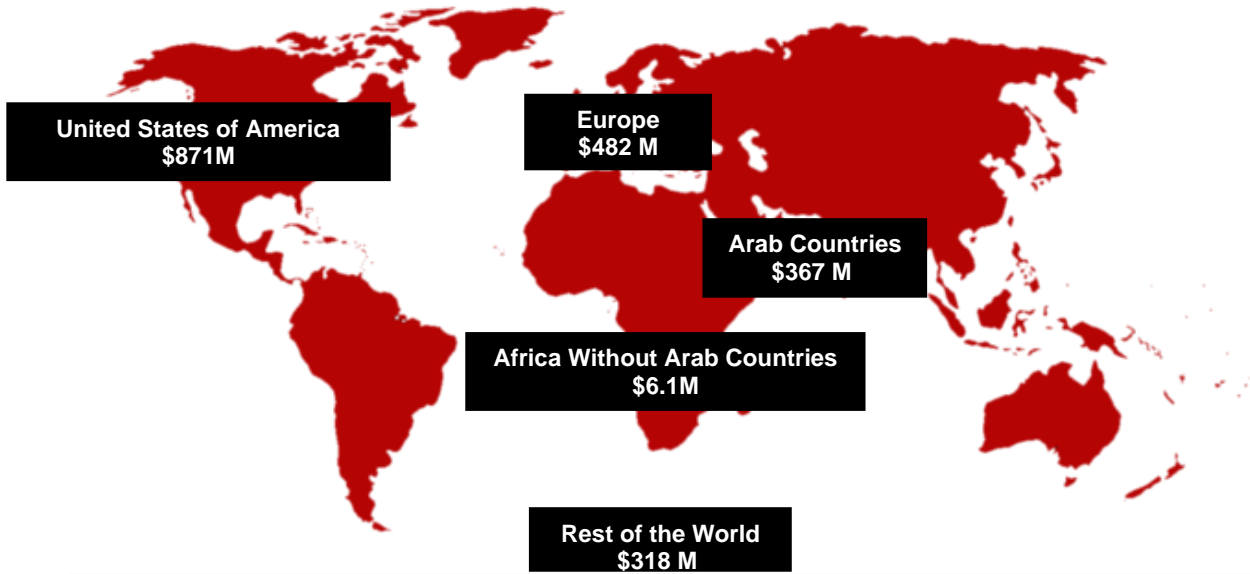 United States of America
$871M
Europe
$482 M
Arab Countries
$367 M
Africa Without Arab Countries
$6.1M
Rest of the World
$318 M